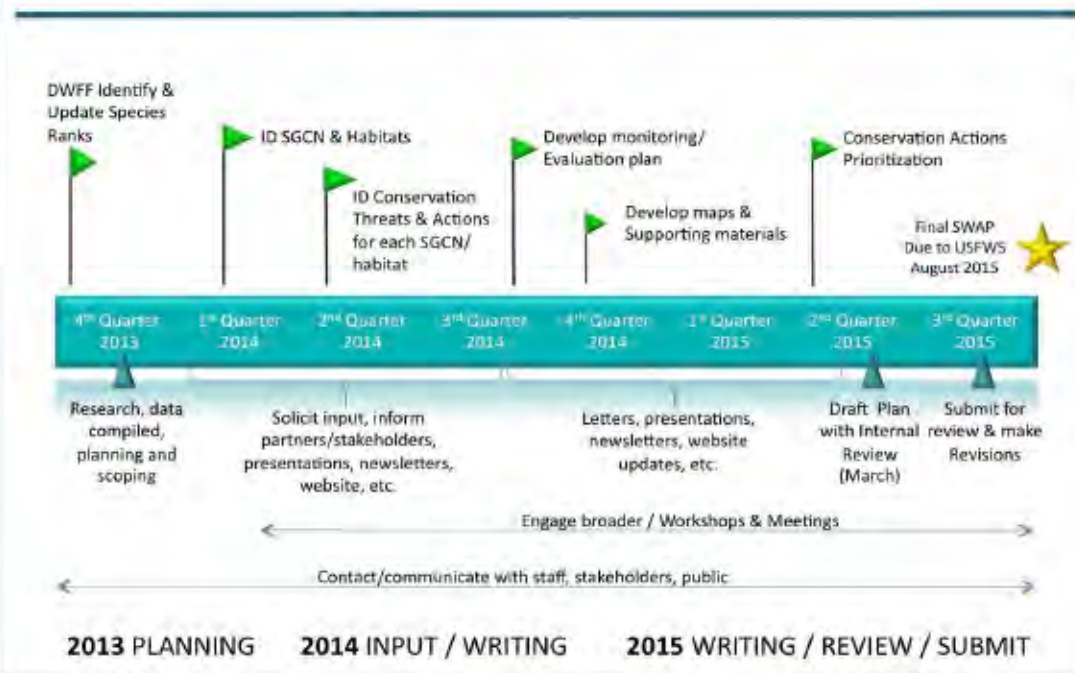 DWFF Identify &
Update Species
Ranks
ID SGCN & Habitats
ID Conservation
Threats & Actions
for each SGCN/
habitat
Develop monitoring/
Evaluation plan
Develop maps &
Supporting materials
Conservation Actions
Prioritization
Final SWAP
Due to USFWS
August 2015
4th Quarter
2013
1st Quarter
2014
2nd Quarter
2014
3rd Quarter
2014
4th Quarter
2014
1st Quarter
2015
2nd Quarter
2015
3rd Quarter
2015
Research, data
compiled,
planning and
scoping
Solicit input, inform
partners/stakeholders,
presentations, newsletters,
website, etc.
Letters, presentations,
newsletters, website
updates, etc.
Draft Plan
with Internal
Review
(March)
Submit for
review & make
Revisions
Engage broader / Workshops & Meetings
Contact/communicate with staff, stakeholders, public
2013 PLANNING
2014 INPUT / WRITING
2015 WRITING / REVIEW / SUBMIT